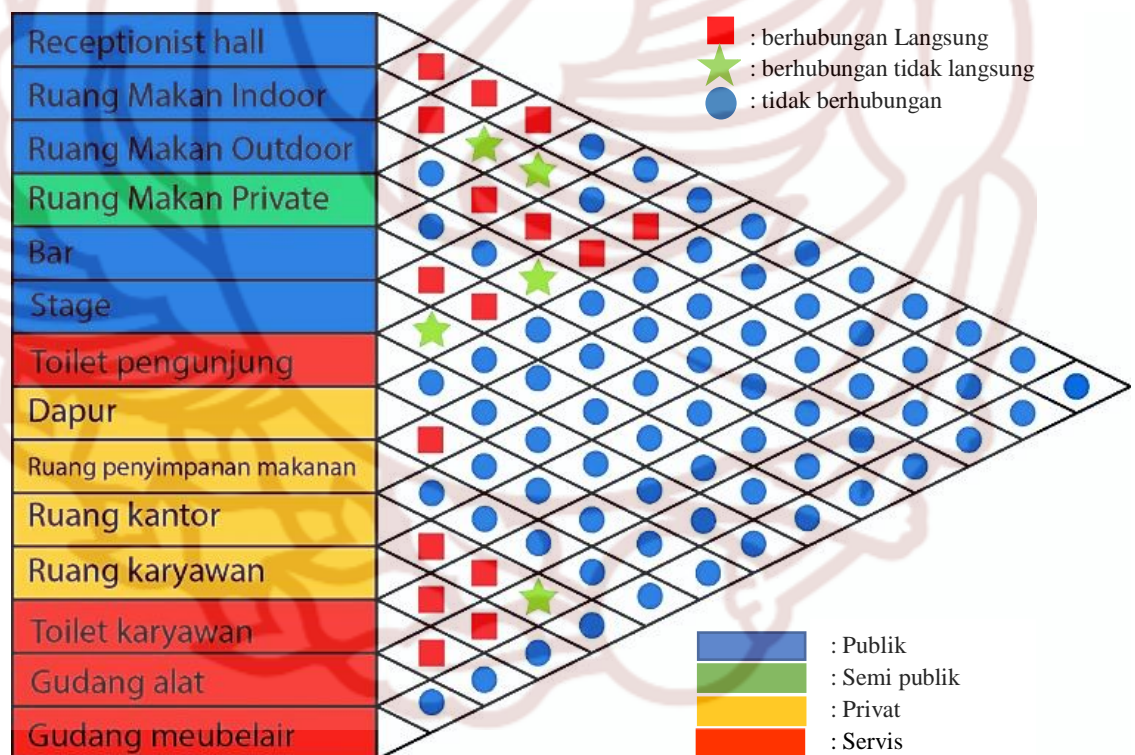 Receptionist hall
Ruang Makan Indoor
Ruang Makan Outdoor
Ruang Makan Private
Bar
Stage
Toilet pengunjung
Dapur
Ruang penyimpanan makanan
Ruang kantor
Ruang karyawan
Toilet karyawan
Gudang alat
Gudang meubelair
: berhubungan Langsung
: berhubungan tidak langsung
: tidak berhubungan
: Publik
: Semi publik
: Privat
: Servis